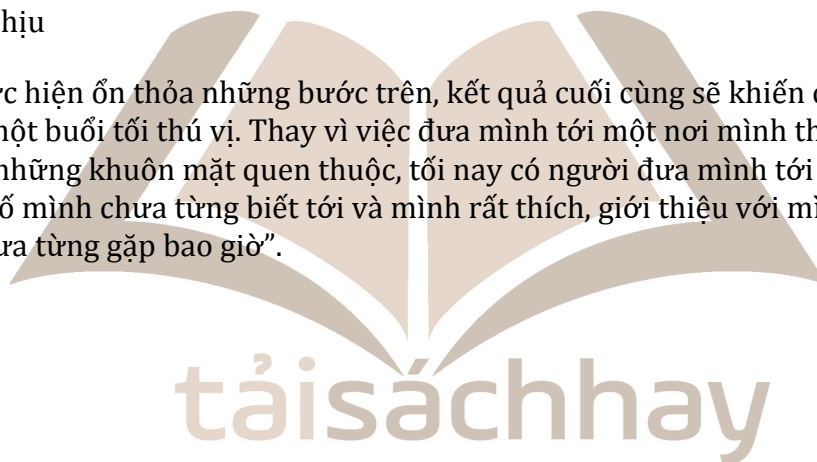 hịu
c hiện ổn thỏa những bước trên, kết quả cuối cùng sẽ khiến
một buổi tối thú vị. Thay vì việc đưa mình tới một nơi mình th
những khuôn mặt quen thuộc, tối nay có người đưa mình tới
ố mình chưa từng biết tới và mình rất thích, giới thiệu với mì
ưa từng gặp bao giờ”.
tảisáchhay